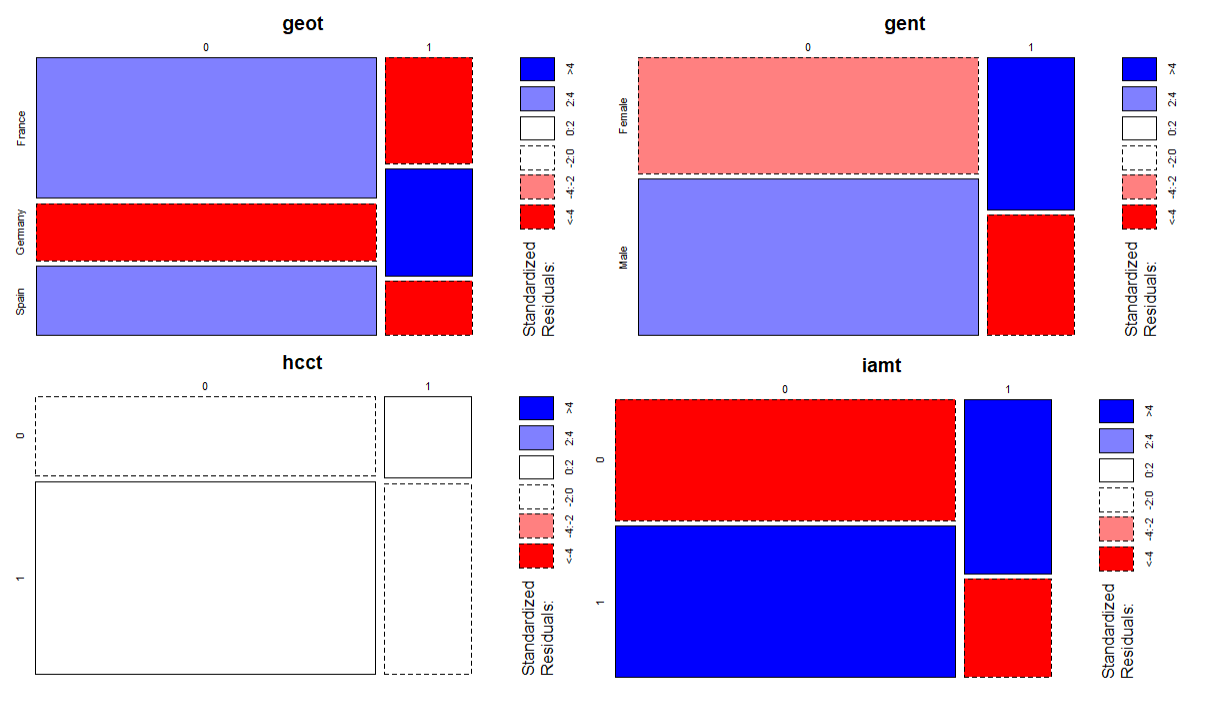 geot
0 1
France
Germany
Spain
>4
2:4
0:2
-2:0
-4:-2
<-4
Standardized
Residuals:
gent
0 1
Female
Male
>4
2:4
0:2
-2:0
-4:-2
<-4
Standardized
Residuals:
hcct
0 1
0
1
>4
2:4
0:2
-2:0
-4:-2
<-4
Standardized
Residuals:
iamt
0 1
0
1
>4
2:4
0:2
-2:0
-4:-2
<-4
Standardized
Residuals: